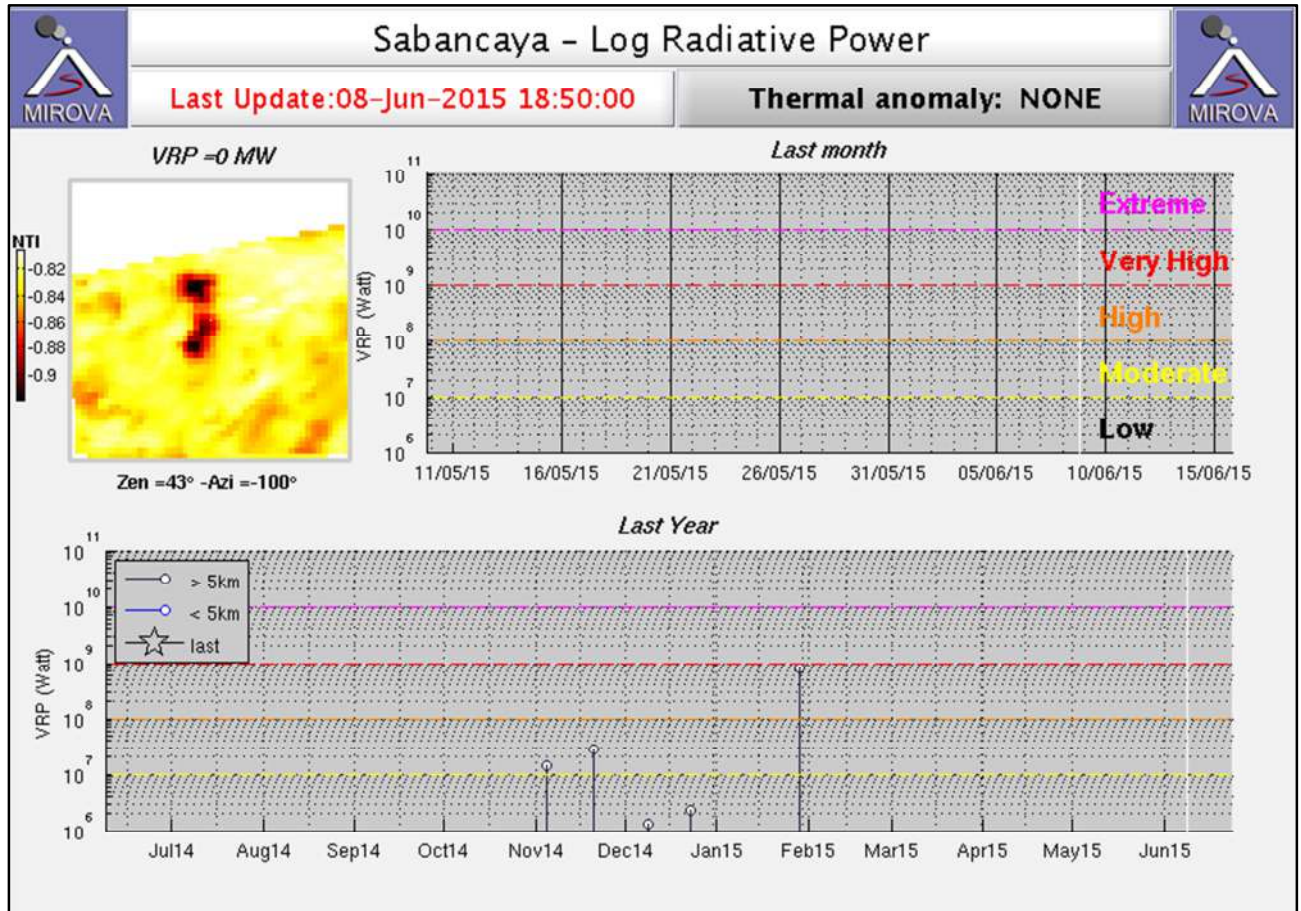 Sabancaya – Log Radiative Power
MIROVA
Last Update:08–Jun–2015 18:50:00
Thermal anomaly: NONE
MIROVA
VRP =0 MW
NTI
-0.82
-0.84
-0.86
-0.88
-0.9
Zen =43° -Azi =-100°
Last month
VRP (Watt)
10 11
10 10
10 9
10 8
10 7
10 6
Extreme
Very High
High
Moderate
Low
11/05/15 16/05/15 21/05/15 26/05/15 31/05/15 05/06/15 10/06/15 15/06/15
Last Year
VRP (Watt)
10 11
10 10
10 9
10 8
10 7
10 6
> 5km
< 5km
last
Jul14 Aug14 Sep14 Oct14 Nov14 Dec14 Jan15 Feb15 Mar15 Apr15 May15 Jun15